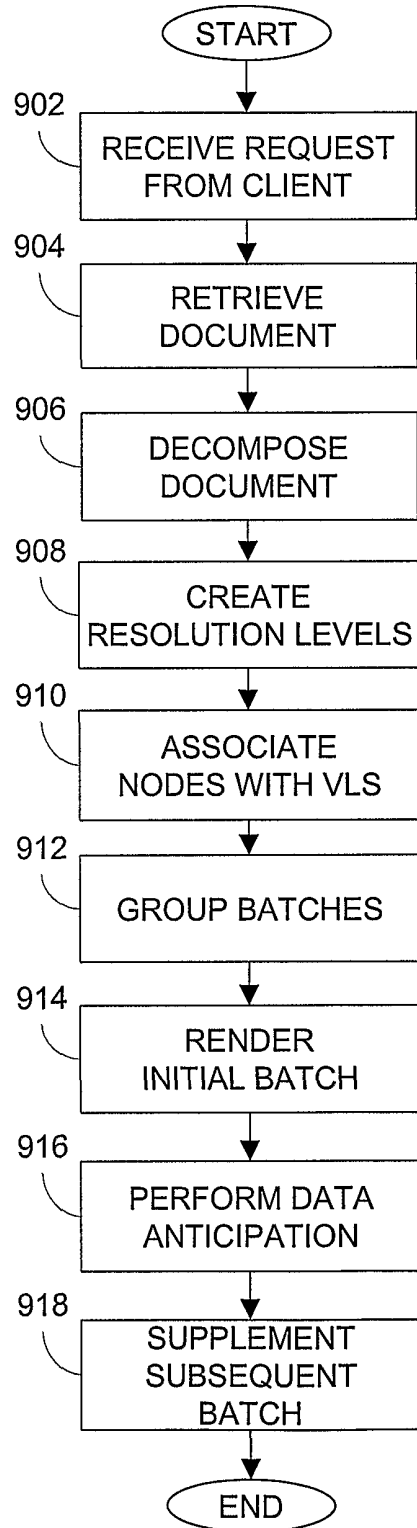 START
902
RECEIVE REQUEST
FROM CLIENT
904
RETRIEVE
DOCUMENT
906
DECOMPOSE
DOCUMENT
908
CREATE
RESOLUTION LEVELS
910
ASSOCIATE
NODES WITH VLS
912
GROUP BATCHES
914
RENDER
INITIAL BATCH
916
PERFORM DATA
ANTICIPATION
918
SUPPLEMENT
SUBSEQUENT
BATCH
END